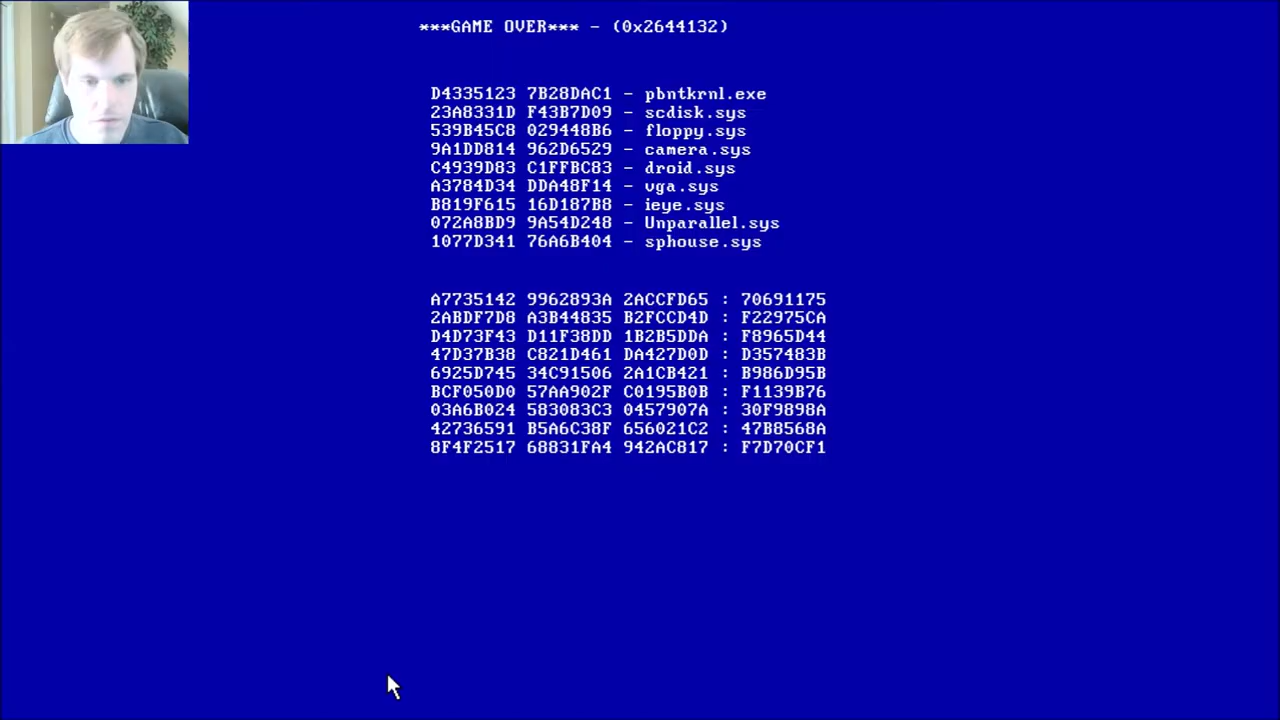 ***GAME OVER*** - (0x2644132)
D4335123 7B28DAC1 - pbntkrnl.exe
23A8331D F43B7D09 - scdisk.sys
539B45C8 029448B6 - floppy.sys
9A1DD814 962D6529 - camera.sys
C4939D83 C1FFBC83 - droid.sys
A3784D34 DDA48F14 - vga.sys
B819F615 16D187B8 - ieye.sys
072A8BD9 9A54D248 - Unparallel.sys
1077D341 76A6B404 - sphouse.sys
A7735142 9962893A 2ACCFD65 : 70691175
2ABDF7D8 A3B44835 B2FCCD4D : F22975CA
D4D73F43 D11F38DD 1B2B5DDA : F8965D44
47D37B38 C821D461 DA427D0D : D357483B
6925D745 34C91506 2A1CB421 : B986D95B
BCF050D0 57AA902F C0195B0B : F1139B76
03A6B024 583083C3 0457907A : 30F9898A
42736591 B5A6C38F 656021C2 : 47B8568A
8F4F2517 68831FA4 942AC817 : F7D70CF1